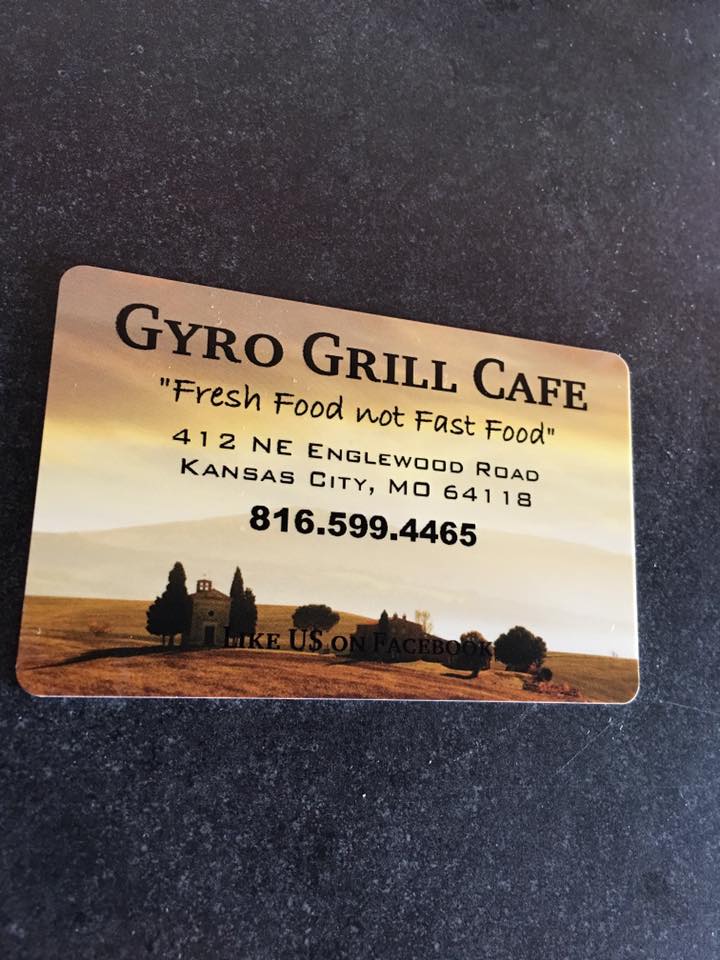 Gyro Grill Cafe
"Fresh Food not Fast Food"
412 NE Englewood Road
Kansas City, MO 64118
816.599.4465
Like U$ on Facebook